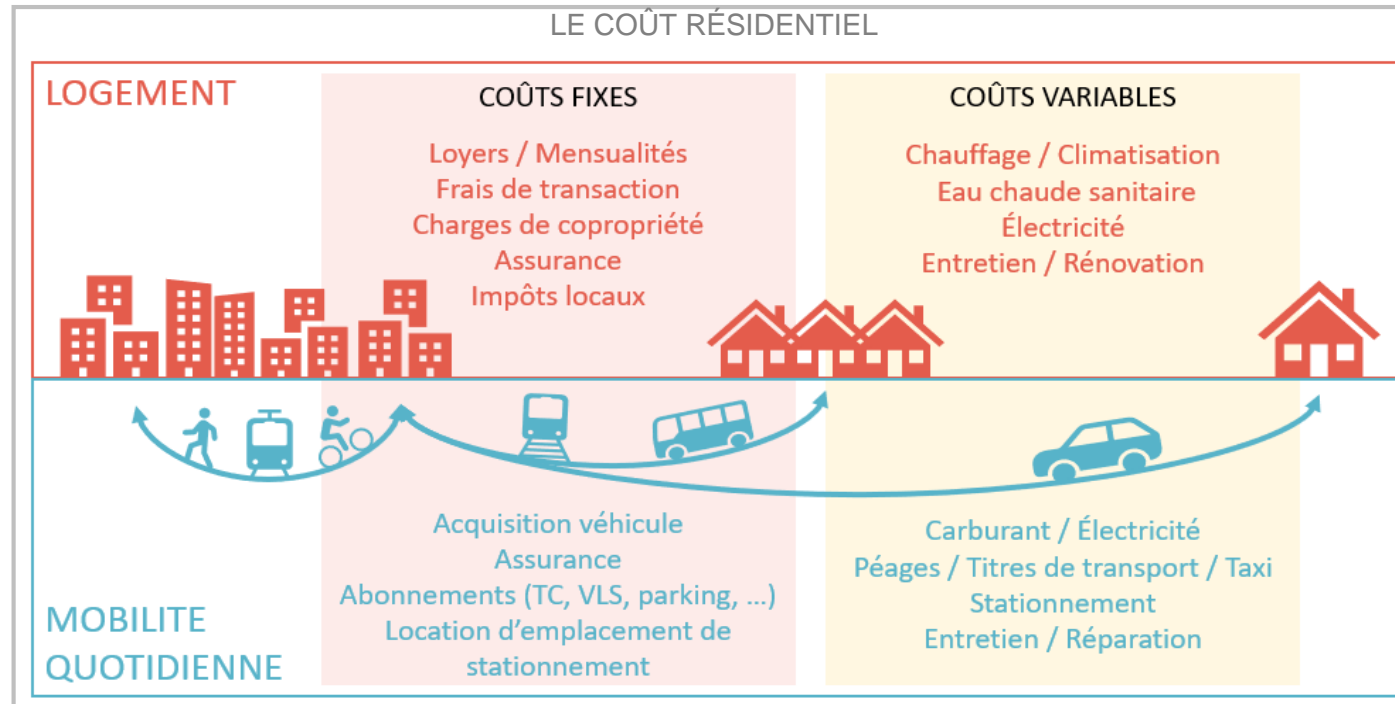 LE COÛT RÉSIDENTIEL
LOGEMENT
COÛTS FIXES
Loyers / Mensualités
Frais de transaction
Charges de copropriété
Assurance
Impôts locaux
COÛTS VARIABLES
Chauffage / Climatisation
Eau chaude sanitaire
Électricité
Entretien / Rénovation
MOBILITE
QUOTIDIENNE
Acquisition véhicule
Assurance
Abonnements (TC, VLS, parking, ...)
Location d'emplacement de
stationnement
Carburant / Électricité
Péages / Titres de transport / Taxi
Stationnement
Entretien / Réparation